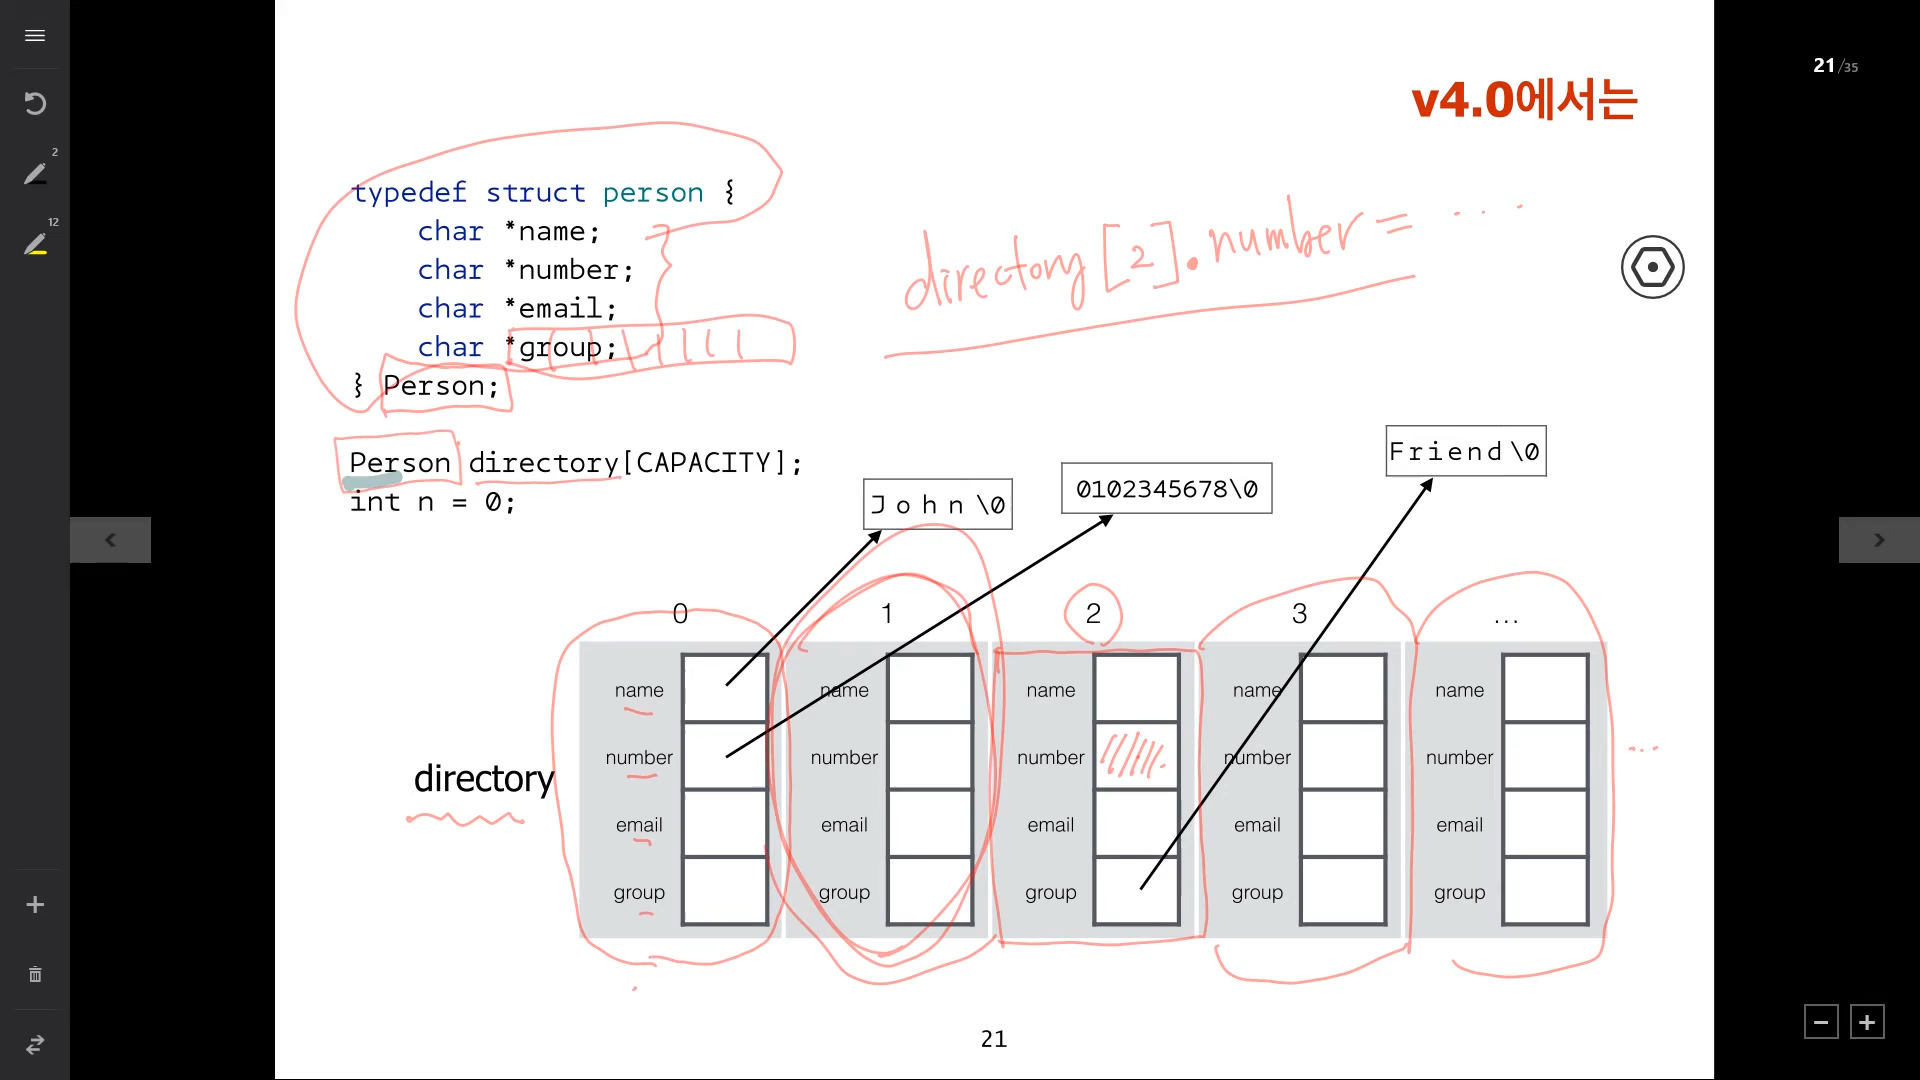 21/35
2
12
v4.0에서는
typedef struct person {
char *name;
char *number;
char *email;
char *group;
} Person;
directory[2].number = ....
Person directory[CAPACITY];
int n = 0;
John\0
0102345678\0
Friend\0
0 1 2 3 ...
name name name name name
number number number number number
directory
email email email email email
group group group group group
21